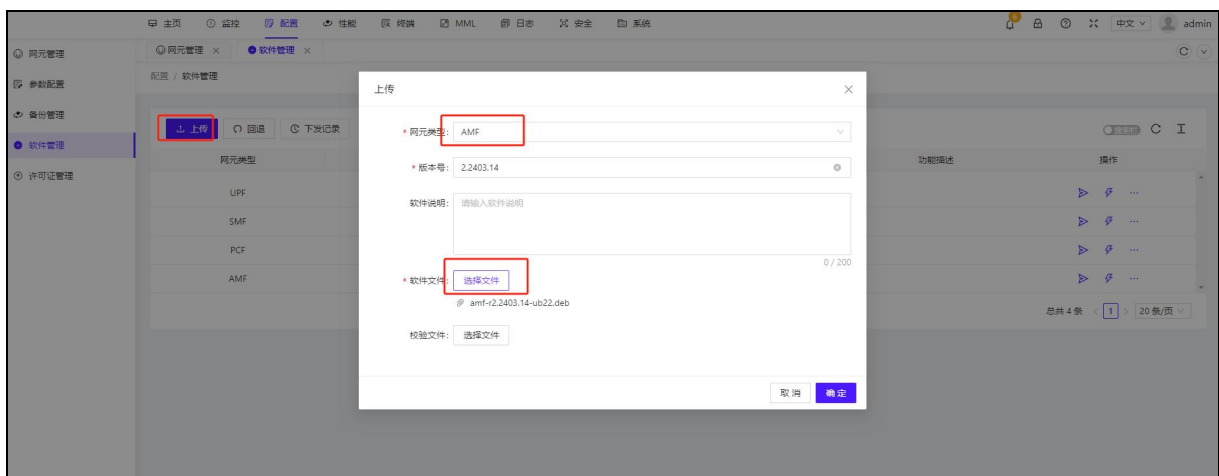 主页 监控 配置 性能 终端 MML 日志 安全 系统 6 中文 admin
网元管理 网元管理 软件管理
配置 / 软件管理
参数配置
备份管理
软件管理
许可证管理
上传 回退 下发记录
网元类型 功能描述 操作
UPF
SMF
PCF
AMF
总共 4 条 1 20 条/页
上传
* 网元类型: AMF
* 版本号: 2.2403.14
软件说明: 请输入软件说明
0 / 200
* 软件文件: 选择文件
amf-r2.2403.14-ub22.deb
校验文件: 选择文件
取消 确定